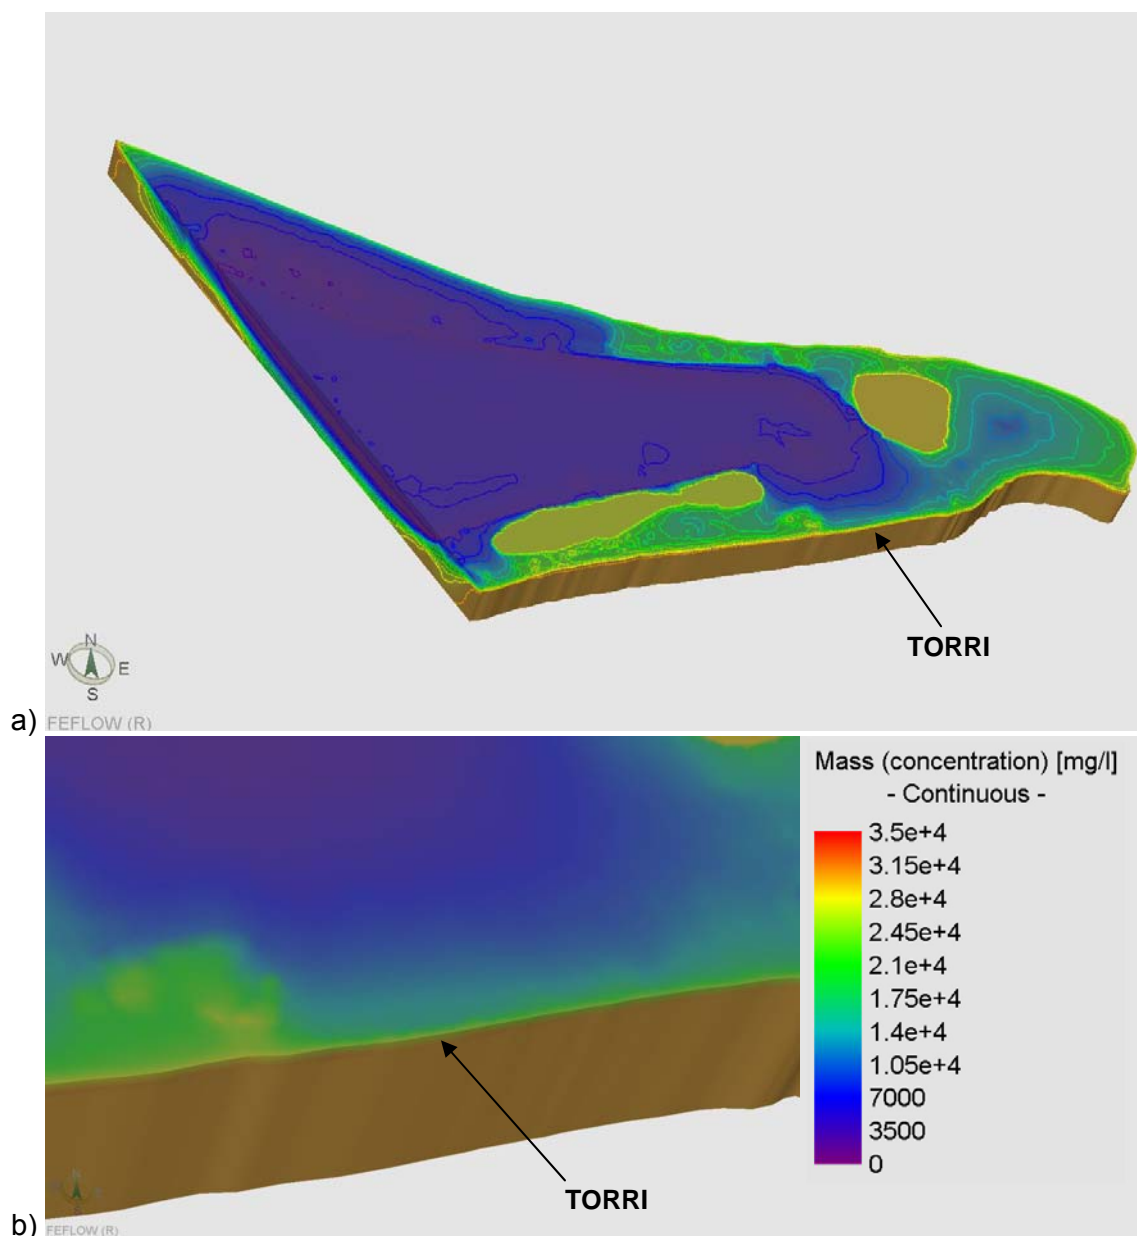 N
W
E
S
TORRI
a)
FEFLOW (R)
Mass (concentration) [mg/l]
- Continuous -
3.5e+4
3.15e+4
2.8e+4
2.45e+4
2.1e+4
1.75e+4
1.4e+4
1.05e+4
7000
3500
0
N
S
TORRI
b)
FEFLOW (R)